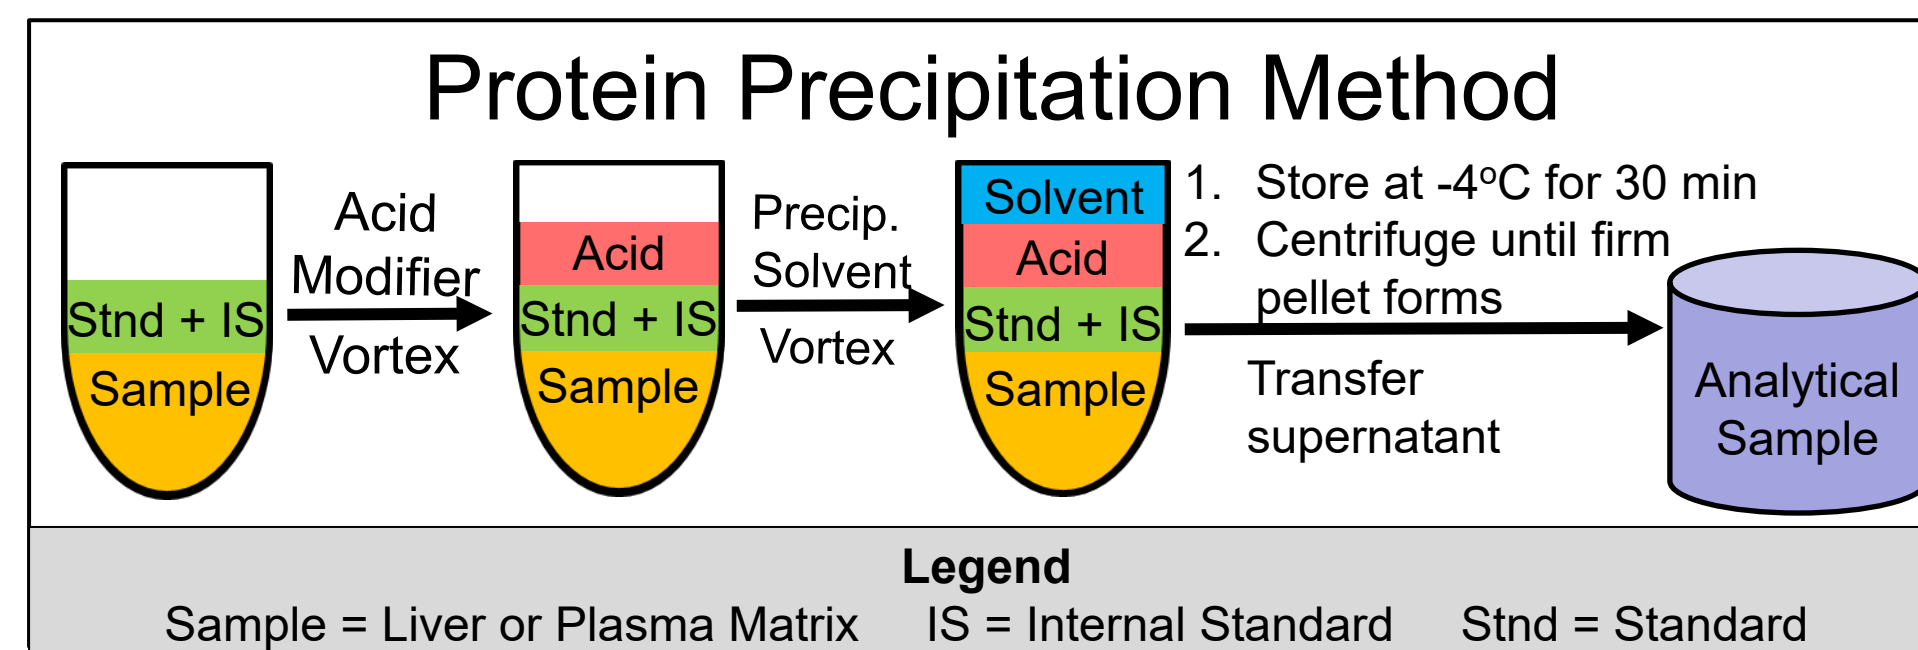 Protein Precipitation Method
Stnd + IS
Sample
Acid
Modifier
Vortex
Acid
Stnd + IS
Sample
Precip.
Solvent
Vortex
Solvent
Acid
Stnd + IS
Sample
1. Store at -4°C for 30 min
2. Centrifuge until firm
pellet forms
Transfer
supernatant
Analytical
Sample
Legend
Sample = Liver or Plasma Matrix IS = Internal Standard Stnd = Standard